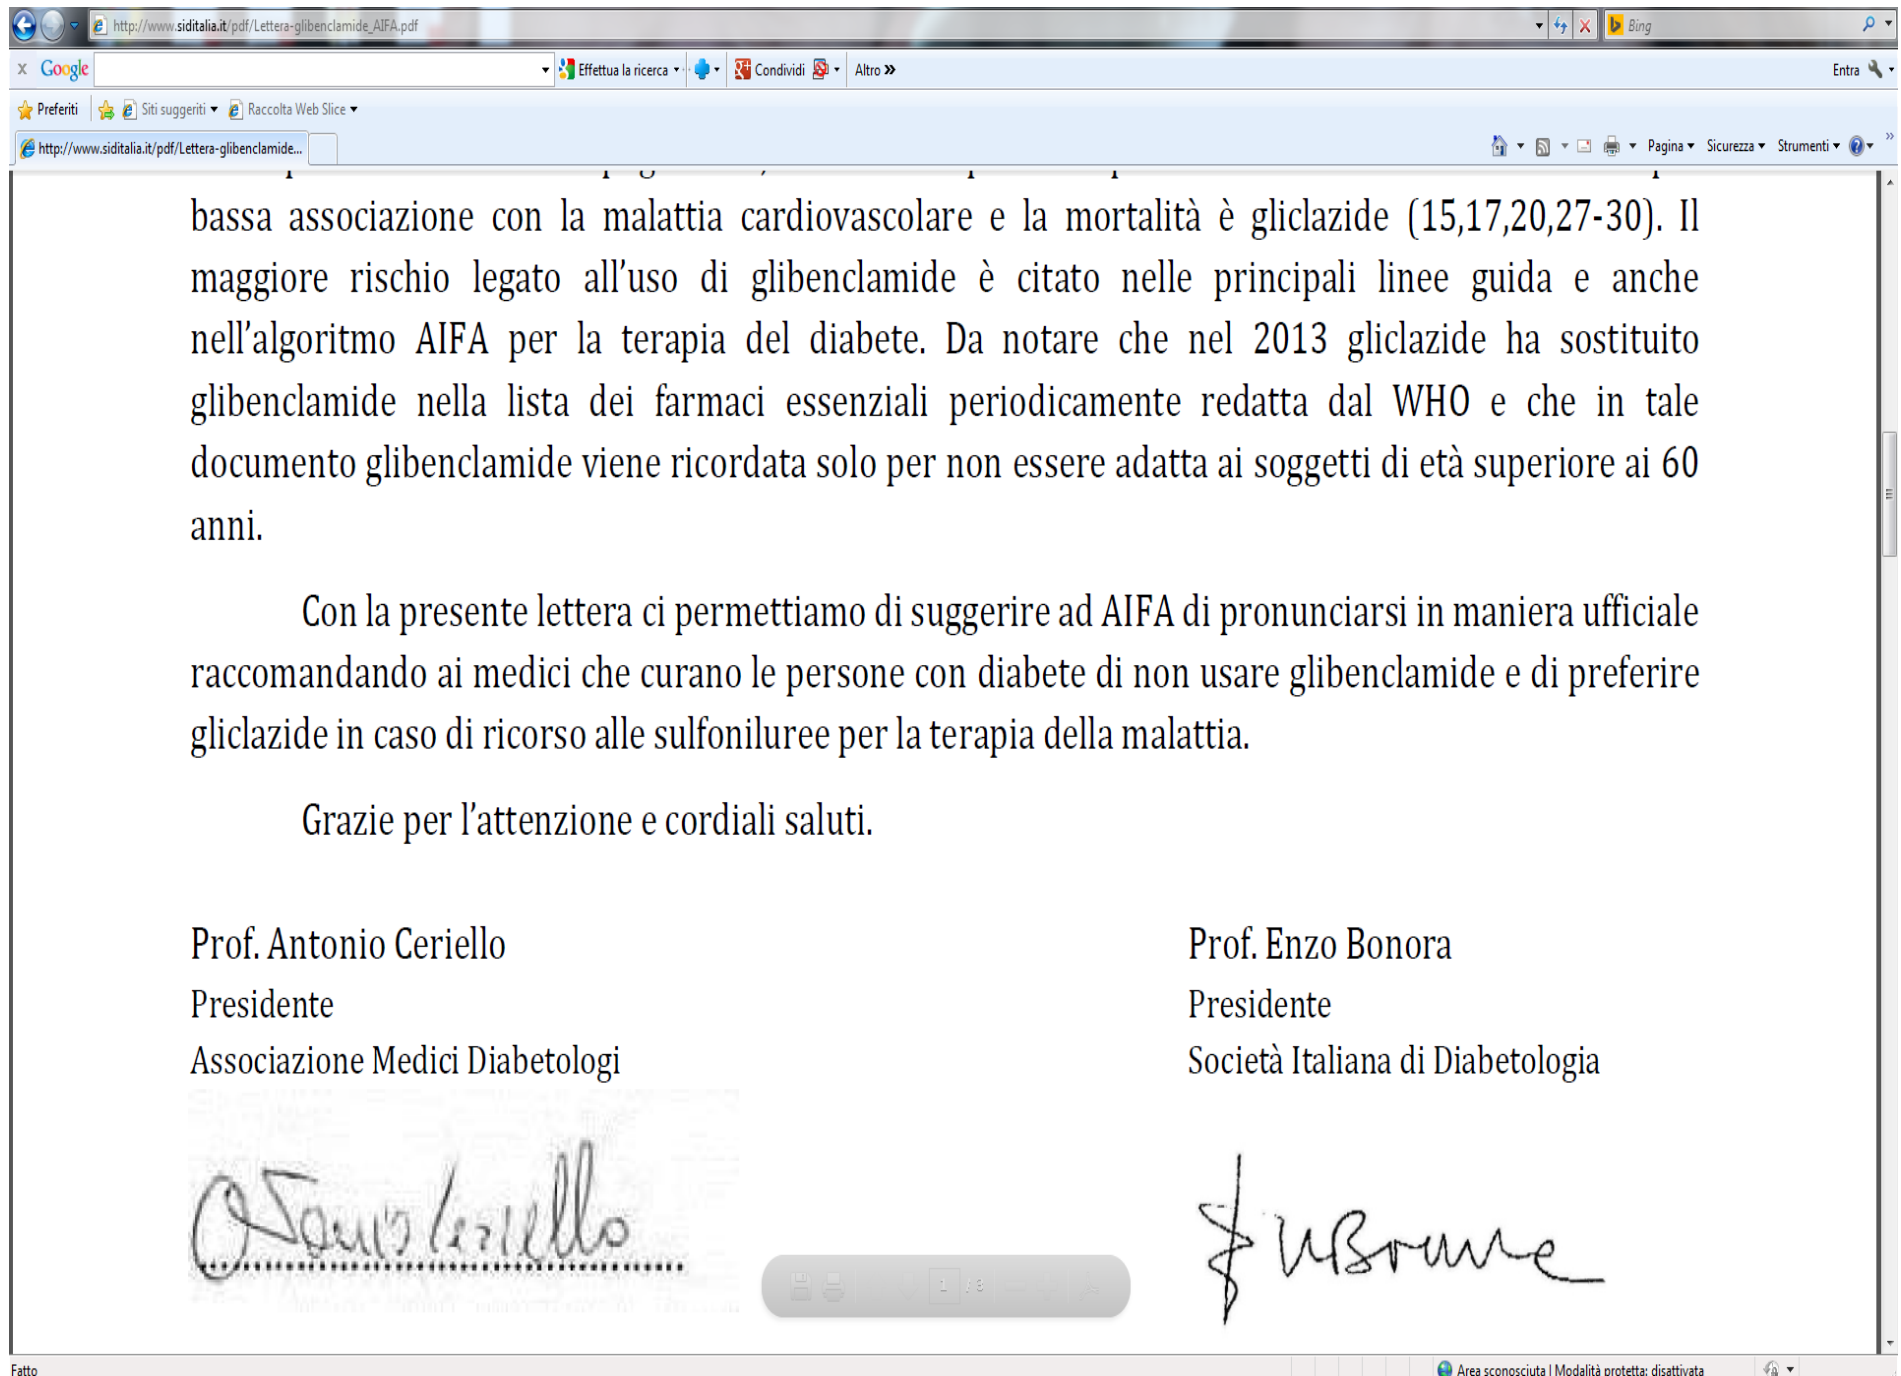 http://www.siditalia.it/pdf/Lettera-glibenclamide_AIFA.pdf
Bing
x Google
Effettua la ricerca
Condividi
Altro »
Entra
Preferiti
Siti suggeriti
Raccolta Web Slice
http://www.siditalia.it/pdf/Lettera-glibenclamide...
Pagina
Sicurezza
Strumenti
bassa associazione con la malattia cardiovascolare e la mortalità è gliclazide (15,17,20,27-30). Il
maggiore rischio legato all'uso di glibenclamide è citato nelle principali linee guida e anche
nell'algoritmo AIFA per la terapia del diabete. Da notare che nel 2013 gliclazide ha sostituito
glibenclamide nella lista dei farmaci essenziali periodicamente redatta dal WHO e che in tale
documento glibenclamide viene ricordata solo per non essere adatta ai soggetti di età superiore ai 60
anni.
Con la presente lettera ci permettiamo di suggerire ad AIFA di pronunciarsi in maniera ufficiale
raccomandando ai medici che curano le persone con diabete di non usare glibenclamide e di preferire
gliclazide in caso di ricorso alle sulfoniluree per la terapia della malattia.
Grazie per l'attenzione e cordiali saluti.
Prof. Antonio Ceriello
Presidente
Associazione Medici Diabetologi
Prof. Enzo Bonora
Presidente
Società Italiana di Diabetologia
1 / 3
Fatto
Area sconosciuta | Modalità protetta: disattivata